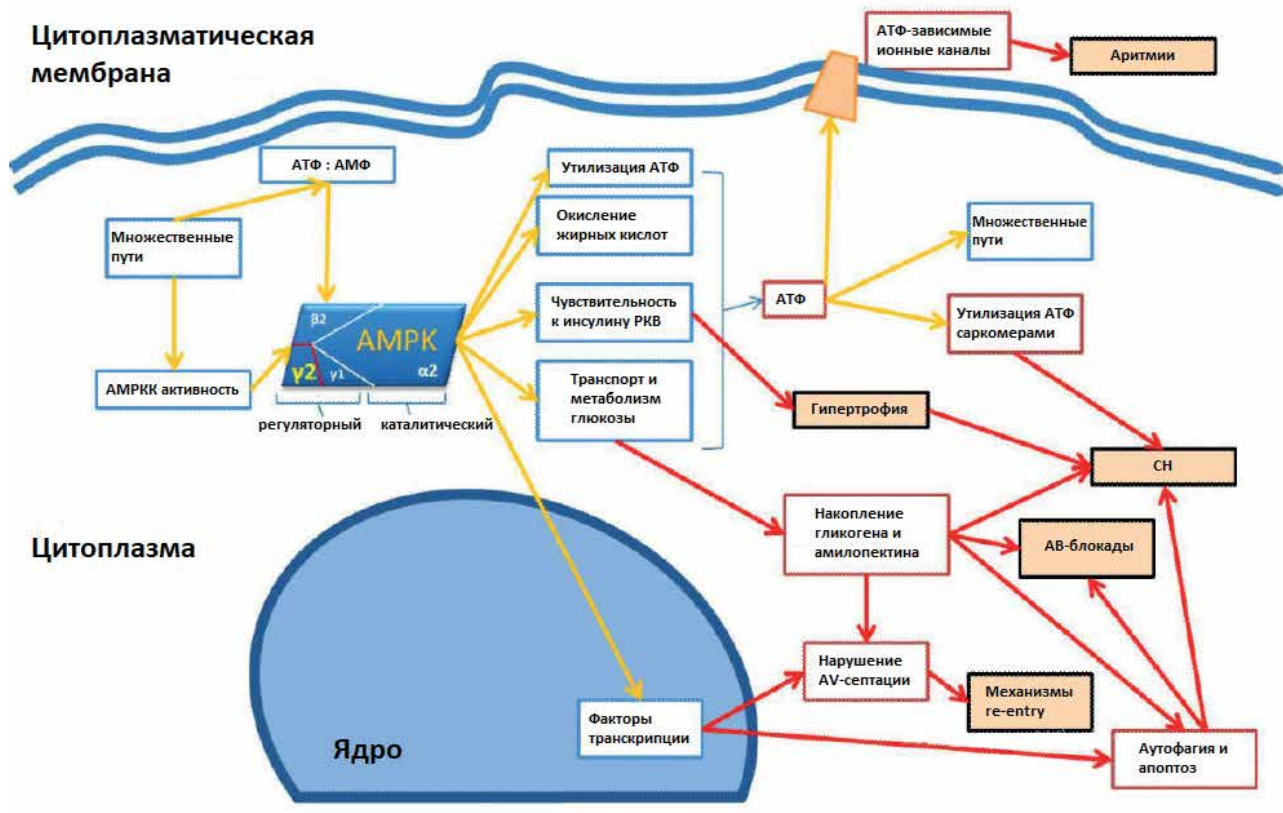 Цитоплазматическая
мембрана
АТФ-зависимые
ионные каналы
Аритмии
АТФ : АМФ
Утилизация АТФ
Окисление
жирных кислот
Множественные
пути
Множественные
пути
Чувствительность
к инсулину РКВ
АТФ
Утилизация АТФ
саркомерами
β2
АМРК
γ2
γ1
α2
АМРКК активность
Транспорт и
метаболизм
глюкозы
регуляторный
каталитический
Гипертрофия
СН
Цитоплазма
Накопление
гликогена и
амилопектина
АВ-блокады
Нарушение
AV-септации
Механизмы
re-entry
Факторы
транскрипции
Ядро
Аутофагия и
апоптоз